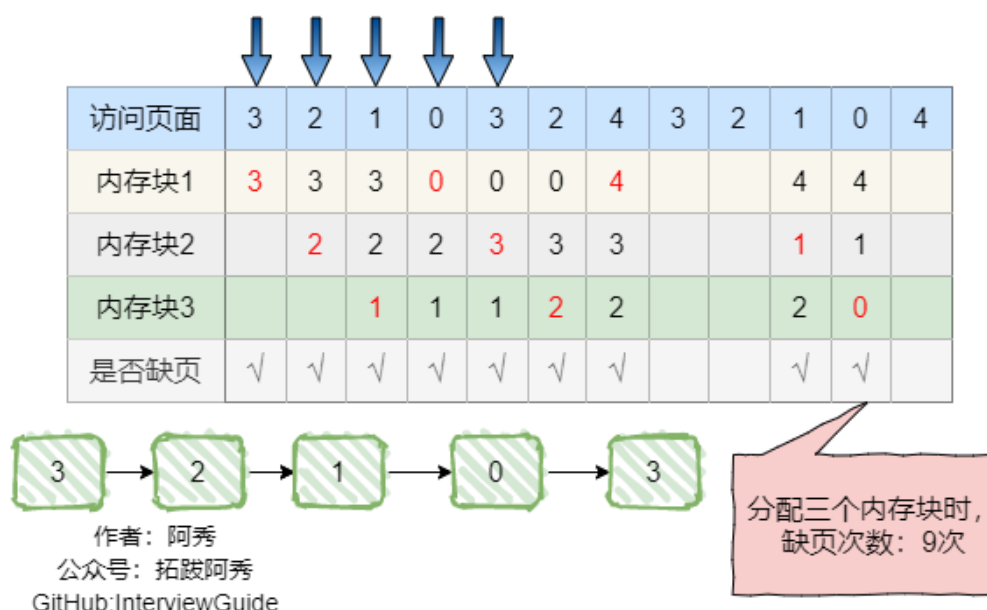 访问页面 3 2 1 0 3 2 4 3 2 1 0 4
内存块1 3 3 3 0 0 0 4 4 4
内存块2 2 2 2 3 3 3 1 1
内存块3 1 1 1 2 2 2 0
是否缺页 √ √ √ √ √ √ √ √ √
3 2 1 0 3
分配三个内存块时，
缺页次数：9次
作者：阿秀
公众号：拓跋阿秀
GitHub:InterviewGuide